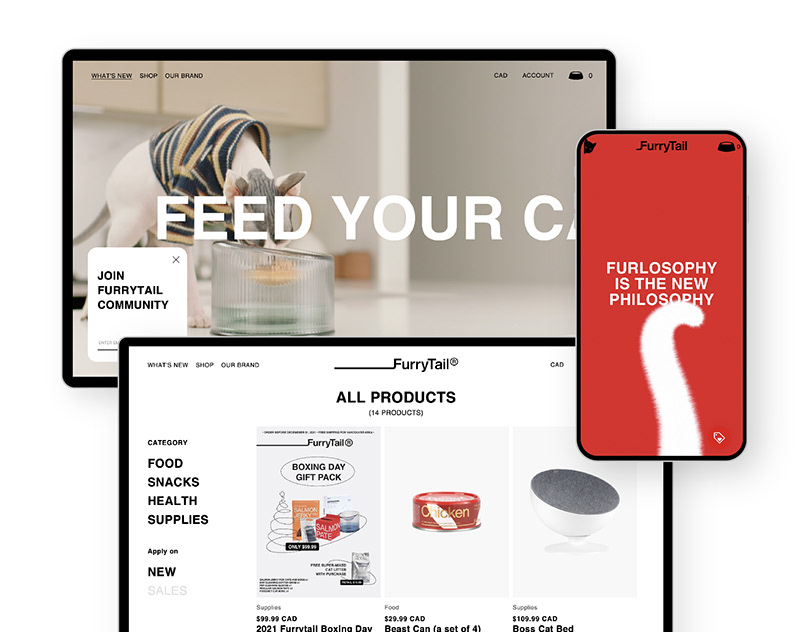 WHAT'S NEW SHOP OUR BRAND
CAD ACCOUNT 0
FEED YOUR CA
JOIN
FURRYTAIL
COMMUNITY
FurryTail
0
FURLOSOPHY
IS THE NEW
PHILOSOPHY
WHAT'S NEW SHOP OUR BRAND
FurryTail®
CAD
ALL PRODUCTS
(14 PRODUCTS)
CATEGORY
FOOD
SNACKS
HEALTH
SUPPLIES
Apply on
NEW
SALES
FurryTail®
BOXING DAY
GIFT PACK
SALMON
JERKY
SALMON
PATE
ONLY $99.99
FREE SUPER-MIXED
CAT LITTER
WITH PURCHASE
Chicken
Supplies
$99.99 CAD
2021 Furrytail Boxing Day
Food
$29.99 CAD
Beast Can (a set of 4)
Supplies
$109.99 CAD
Boss Cat Bed